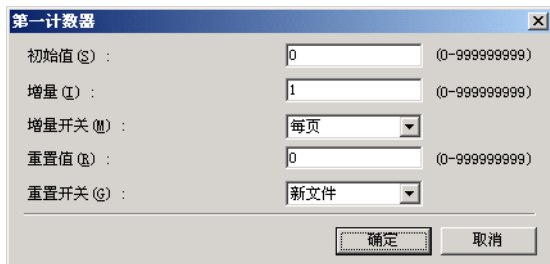 第一计数器
初始值(S) : 0 (0-999999999)
增量(I) : 1 (0-999999999)
增量开关(M) : 每页
重置值(R) : 0 (0-999999999)
重置开关(G) : 新文件
确定 取消